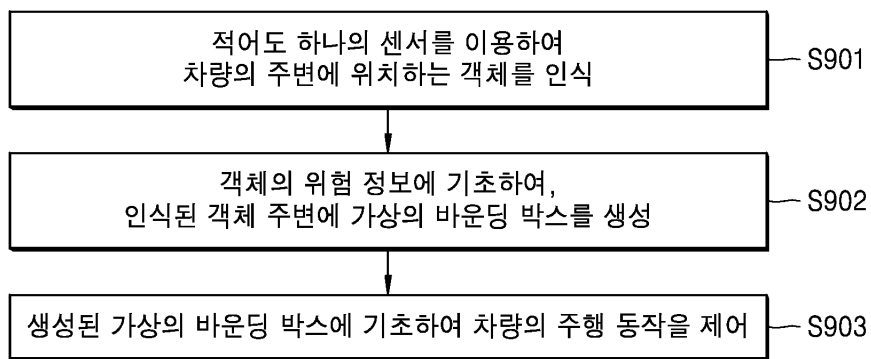 적어도 하나의 센서를 이용하여
차량의 주변에 위치하는 객체를 인식
S901
객체의 위험 정보에 기초하여,
인식된 객체 주변에 가상의 바운딩 박스를 생성
S902
생성된 가상의 바운딩 박스에 기초하여 차량의 주행 동작을 제어
S903